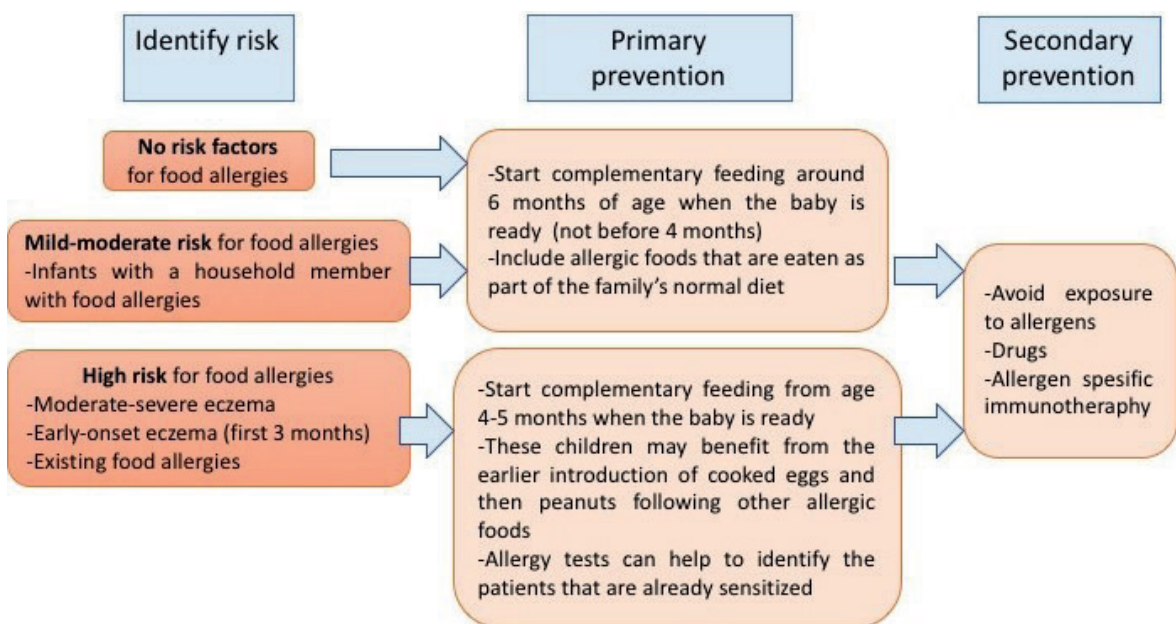 Identify risk
Primary
prevention
Secondary
prevention
No risk factors
for food allergies
Mild-moderate risk for food allergies
-Infants with a household member
with food allergies
High risk for food allergies
-Moderate-severe eczema
-Early-onset eczema (first 3 months)
-Existing food allergies
-Start complementary feeding around
6 months of age when the baby is
ready (not before 4 months)
-Include allergic foods that are eaten as
part of the family's normal diet
-Start complementary feeding from age
4-5 months when the baby is ready
-These children may benefit from the
earlier introduction of cooked eggs and
then peanuts following other allergic
foods
-Allergy tests can help to identify the
patients that are already sensitized
-Avoid exposure
to allergens
-Drugs
-Allergen spesific
immunotheraphy